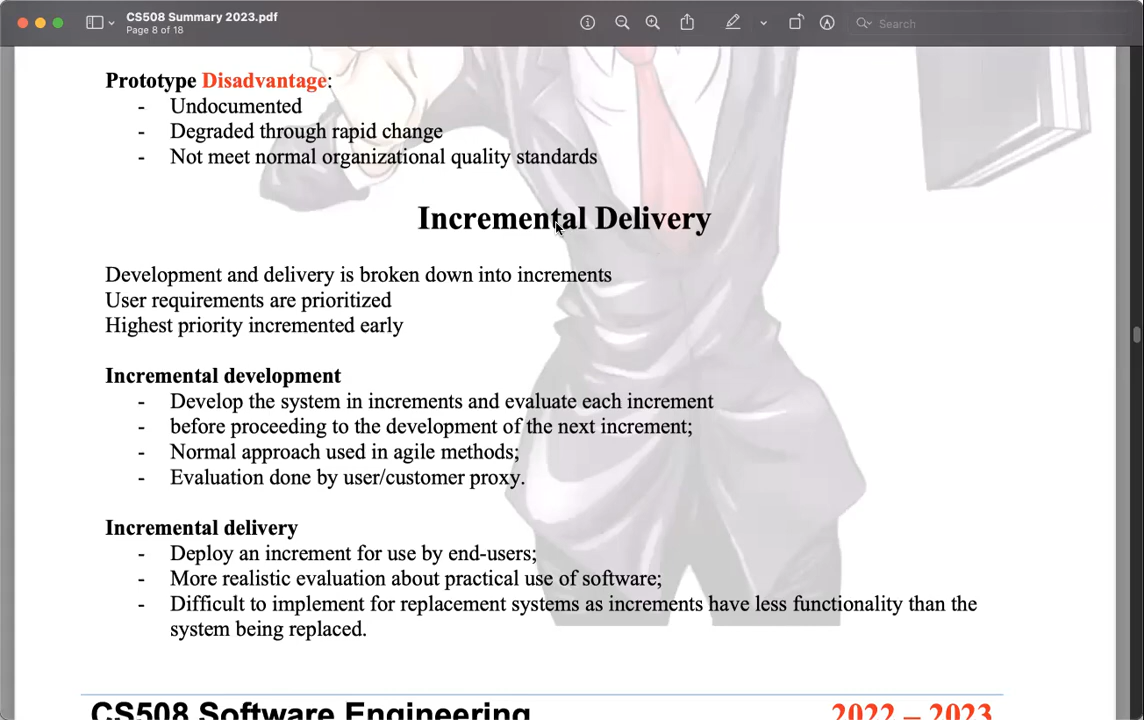 CS508 Summary 2023.pdf
Page 8 of 18
Search
Prototype Disadvantage:
- Undocumented
- Degraded through rapid change
- Not meet normal organizational quality standards
Incremental Delivery
Development and delivery is broken down into increments
User requirements are prioritized
Highest priority incremented early
Incremental development
- Develop the system in increments and evaluate each increment
- before proceeding to the development of the next increment;
- Normal approach used in agile methods;
- Evaluation done by user/customer proxy.
Incremental delivery
- Deploy an increment for use by end-users;
- More realistic evaluation about practical use of software;
- Difficult to implement for replacement systems as increments have less functionality than the
system being replaced.
CS508 Software Engineering
2022 – 2023